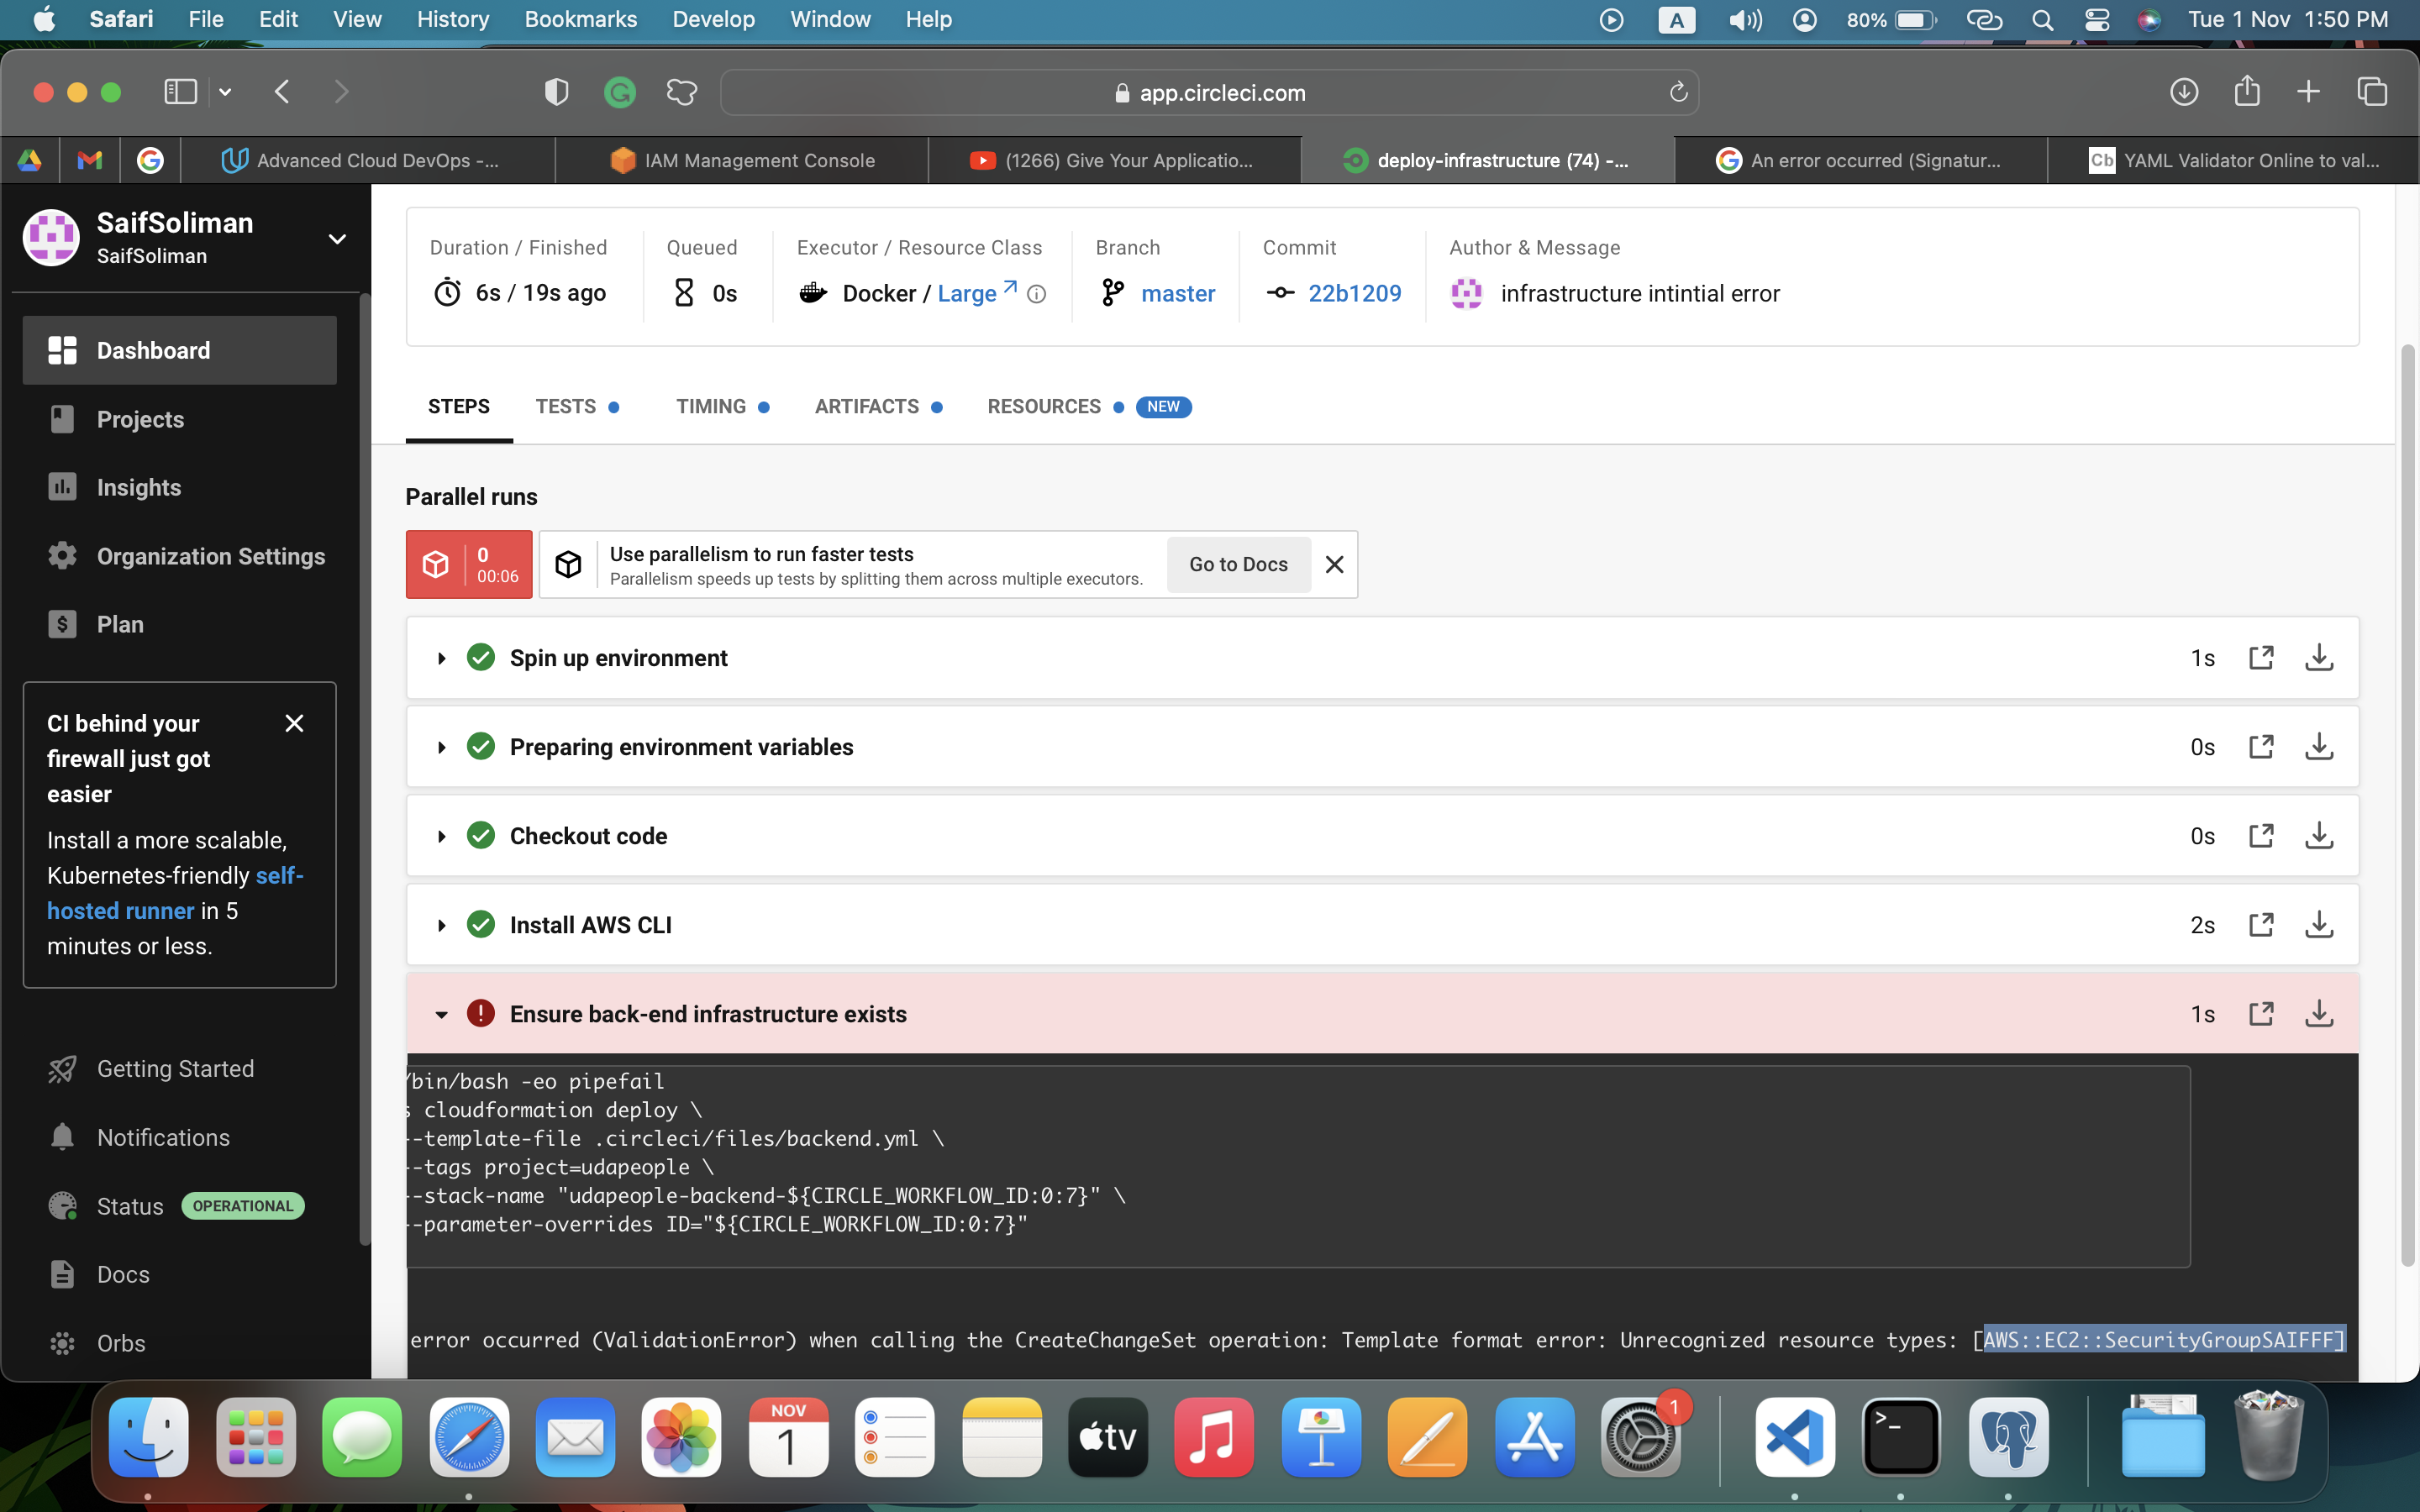 Safari File Edit View History Bookmarks Develop Window Help A 80% Tue 1 Nov 1:50 PM
app.circleci.com
Advanced Cloud DevOps -... IAM Management Console (1266) Give Your Applicatio... deploy-infrastructure (74) -... An error occurred (Signatur... Cb YAML Validator Online to val...
SaifSoliman
SaifSoliman
Dashboard
Projects
Insights
Organization Settings
Plan
CI behind your
firewall just got
easier
Install a more scalable,
Kubernetes-friendly self-
hosted runner in 5
minutes or less.
Getting Started
Notifications
Status OPERATIONAL
Docs
Orbs
Duration / Finished Queued Executor / Resource Class Branch Commit Author & Message
6s / 19s ago 0s Docker / Large master 22b1209 infrastructure intintial error
STEPS TESTS TIMING ARTIFACTS RESOURCES NEW
Parallel runs
0
00:06
Use parallelism to run faster tests
Parallelism speeds up tests by splitting them across multiple executors.
Go to Docs
Spin up environment 1s
Preparing environment variables 0s
Checkout code 0s
Install AWS CLI 2s
Ensure back-end infrastructure exists 1s
/bin/bash -eo pipefail
s cloudformation deploy \
--template-file .circleci/files/backend.yml \
--tags project=udapeople \
--stack-name "udapeople-backend-${CIRCLE_WORKFLOW_ID:0:7}" \
--parameter-overrides ID="${CIRCLE_WORKFLOW_ID:0:7}"
error occurred (ValidationError) when calling the CreateChangeSet operation: Template format error: Unrecognized resource types: [AWS::EC2::SecurityGroupSAIFFF]
NOV
1
tv
1
>_